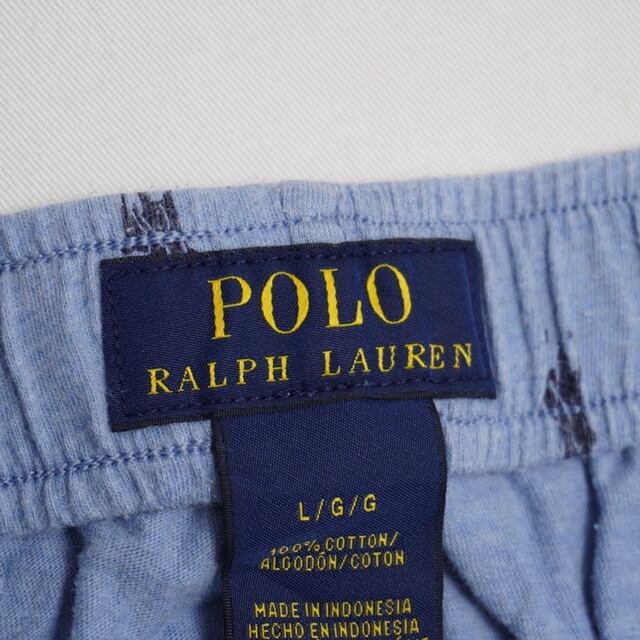 POLO
RALPH LAUREN
L/G/G
100% COTTON/
ALGODÓN/COTON
MADE IN INDONESIA
HECHO EN INDONESIA